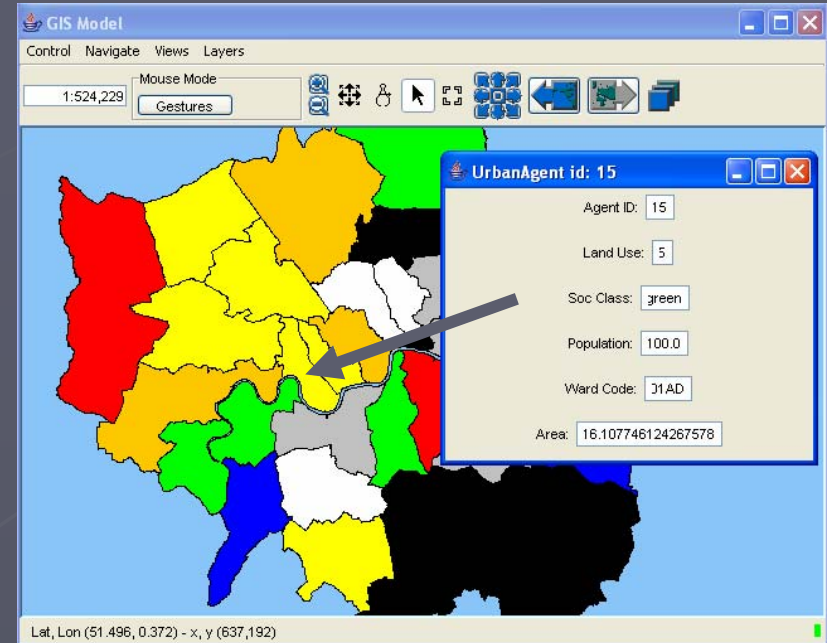 GIS Model
Control Navigate Views Layers
1:524,229
Mouse Mode
Gestures
UrbanAgent id: 15
Agent ID: 15
Land Use: 5
Soc Class: green
Population: 100.0
Ward Code: 01AD
Area: 16.107746124267578
Lat, Lon (51.496, 0.372) - x, y (637,192)